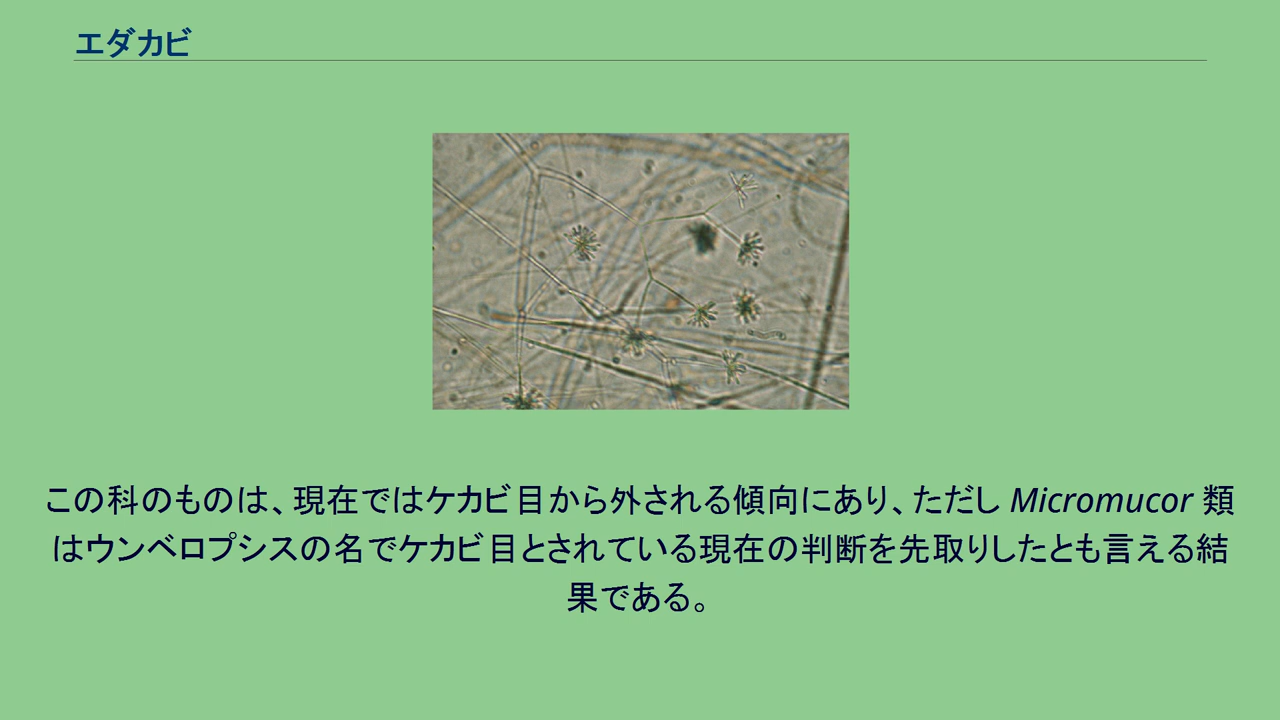 エダカビ
この科のものは、現在ではケカビ目から外される傾向にあり、ただし Micromucor 類
はウンベロプシスの名でケカビ目とされている現在の判断を先取りしたとも言える結
果である。